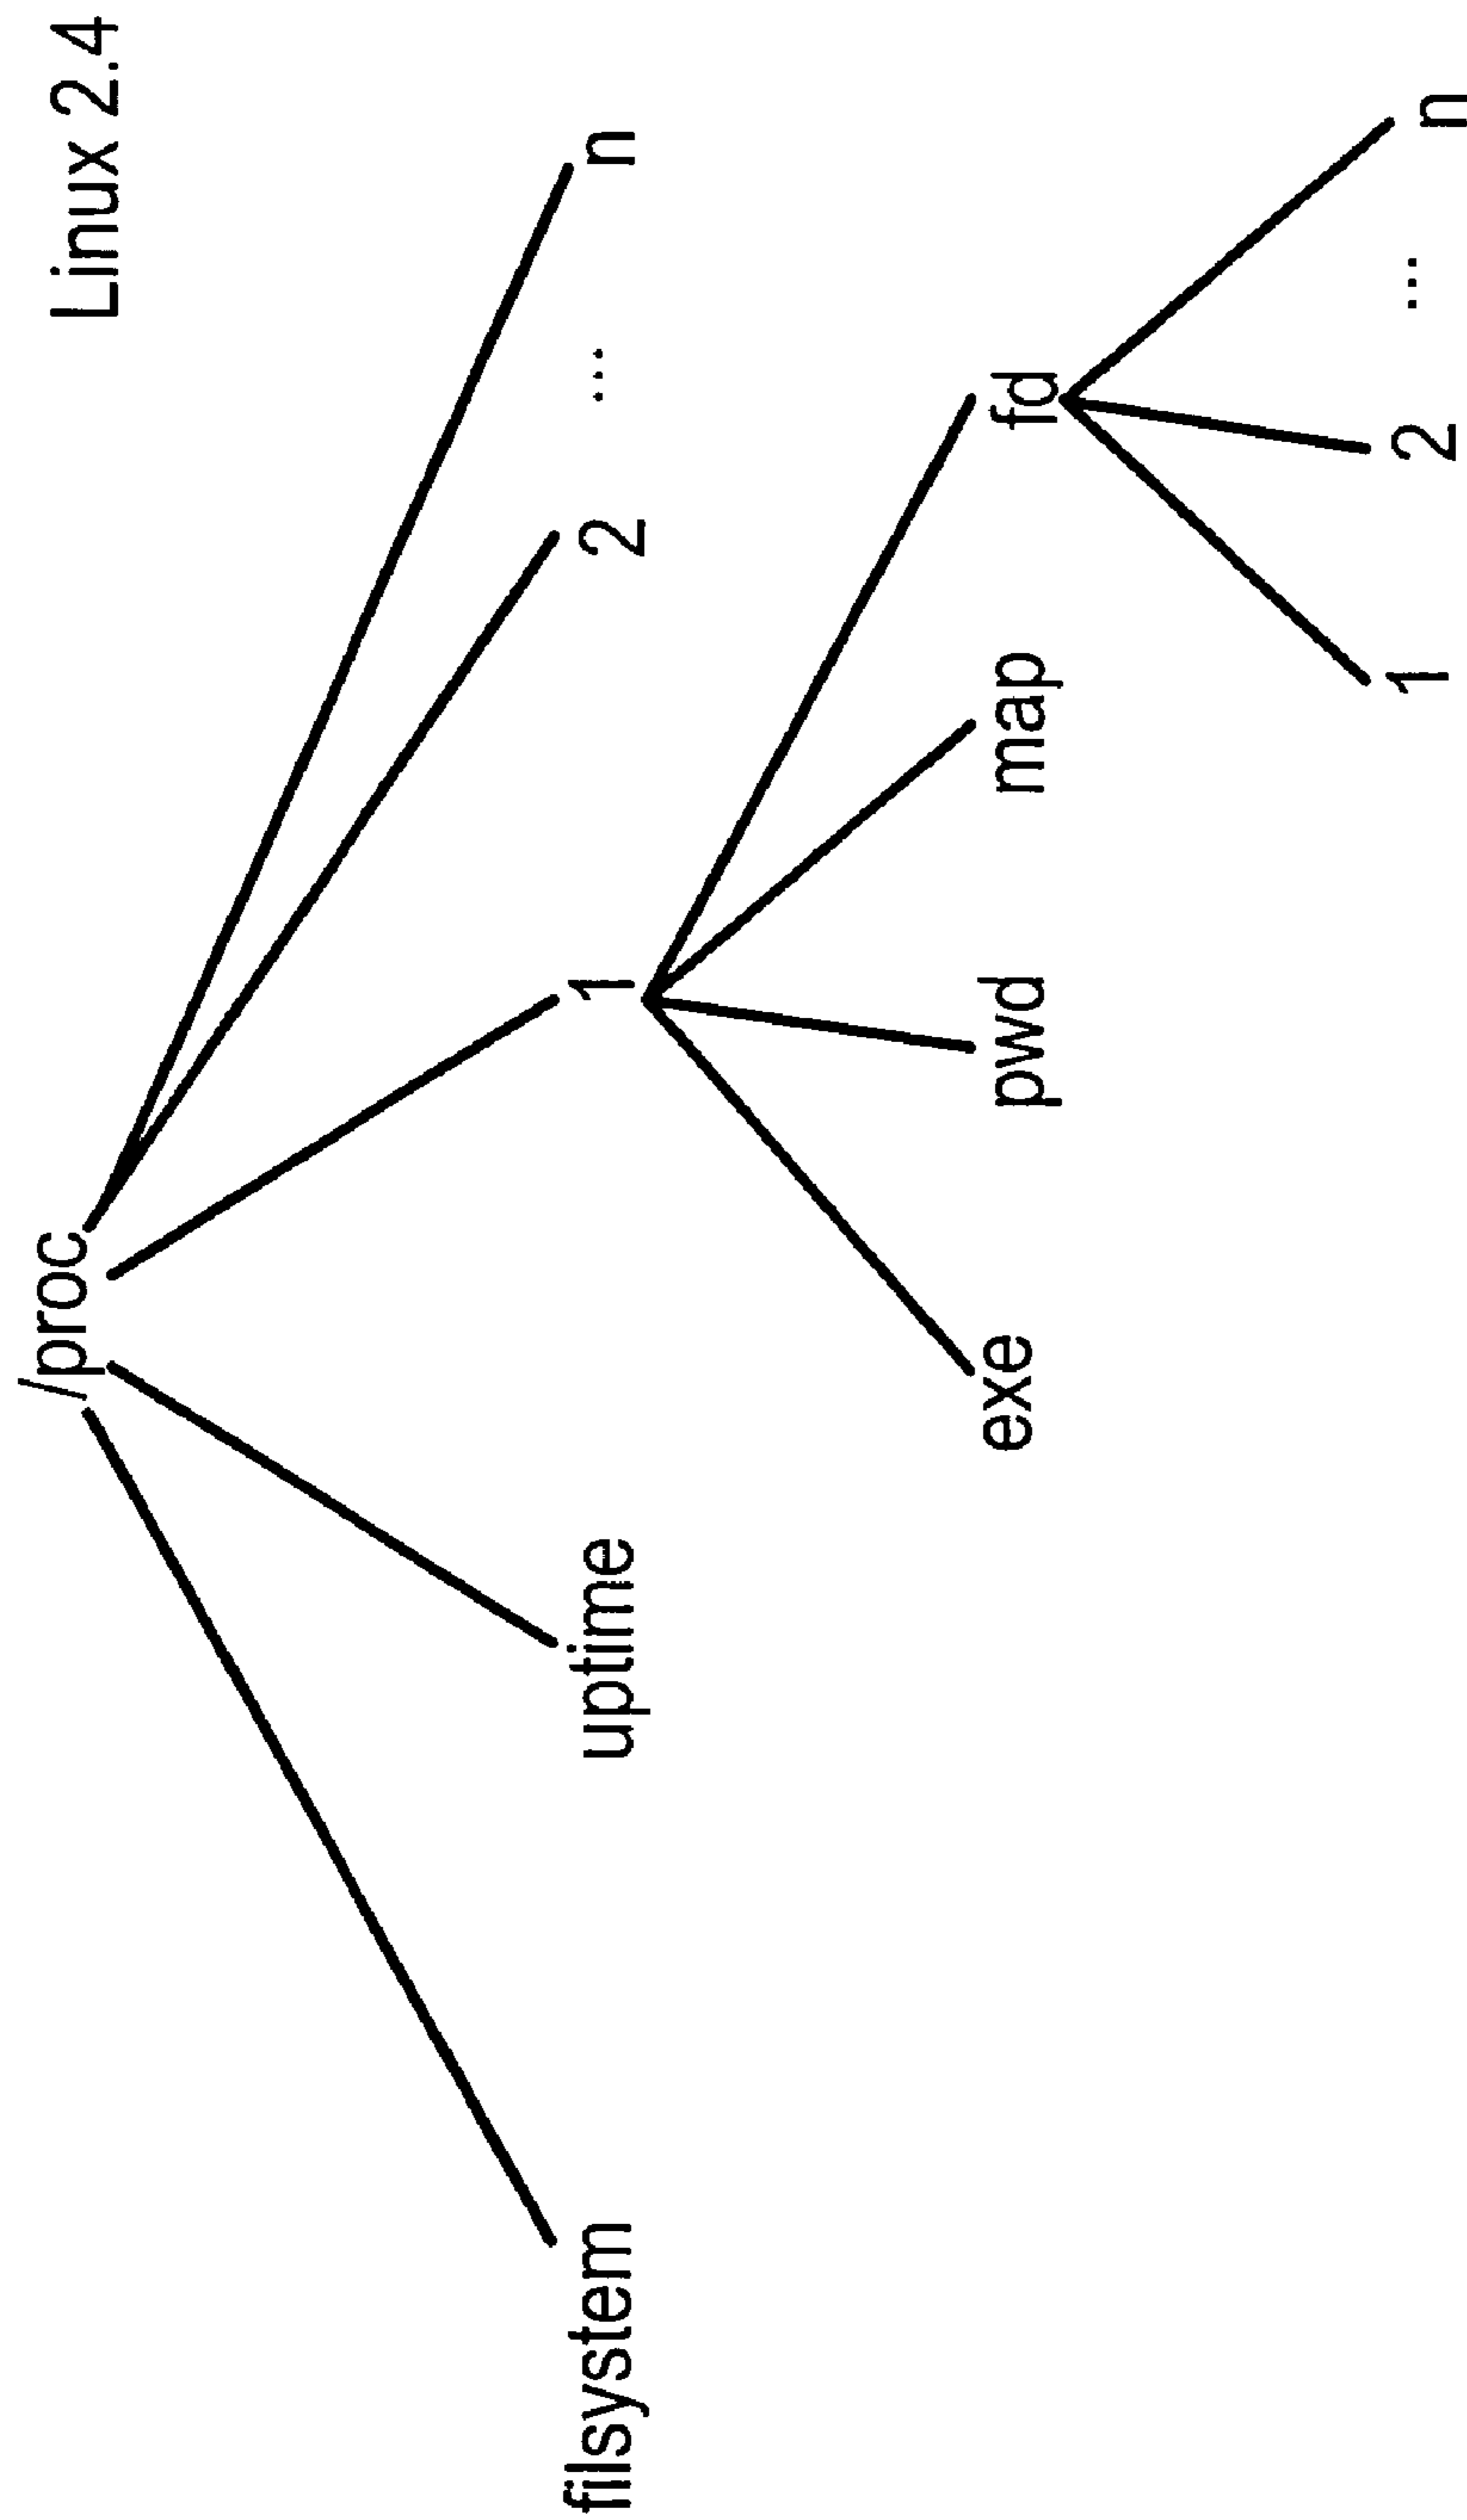 Linux 2.4
/proc
filsystem
uptime
1
2
...
n
exe
pwd
map
fd
1
2
...
n